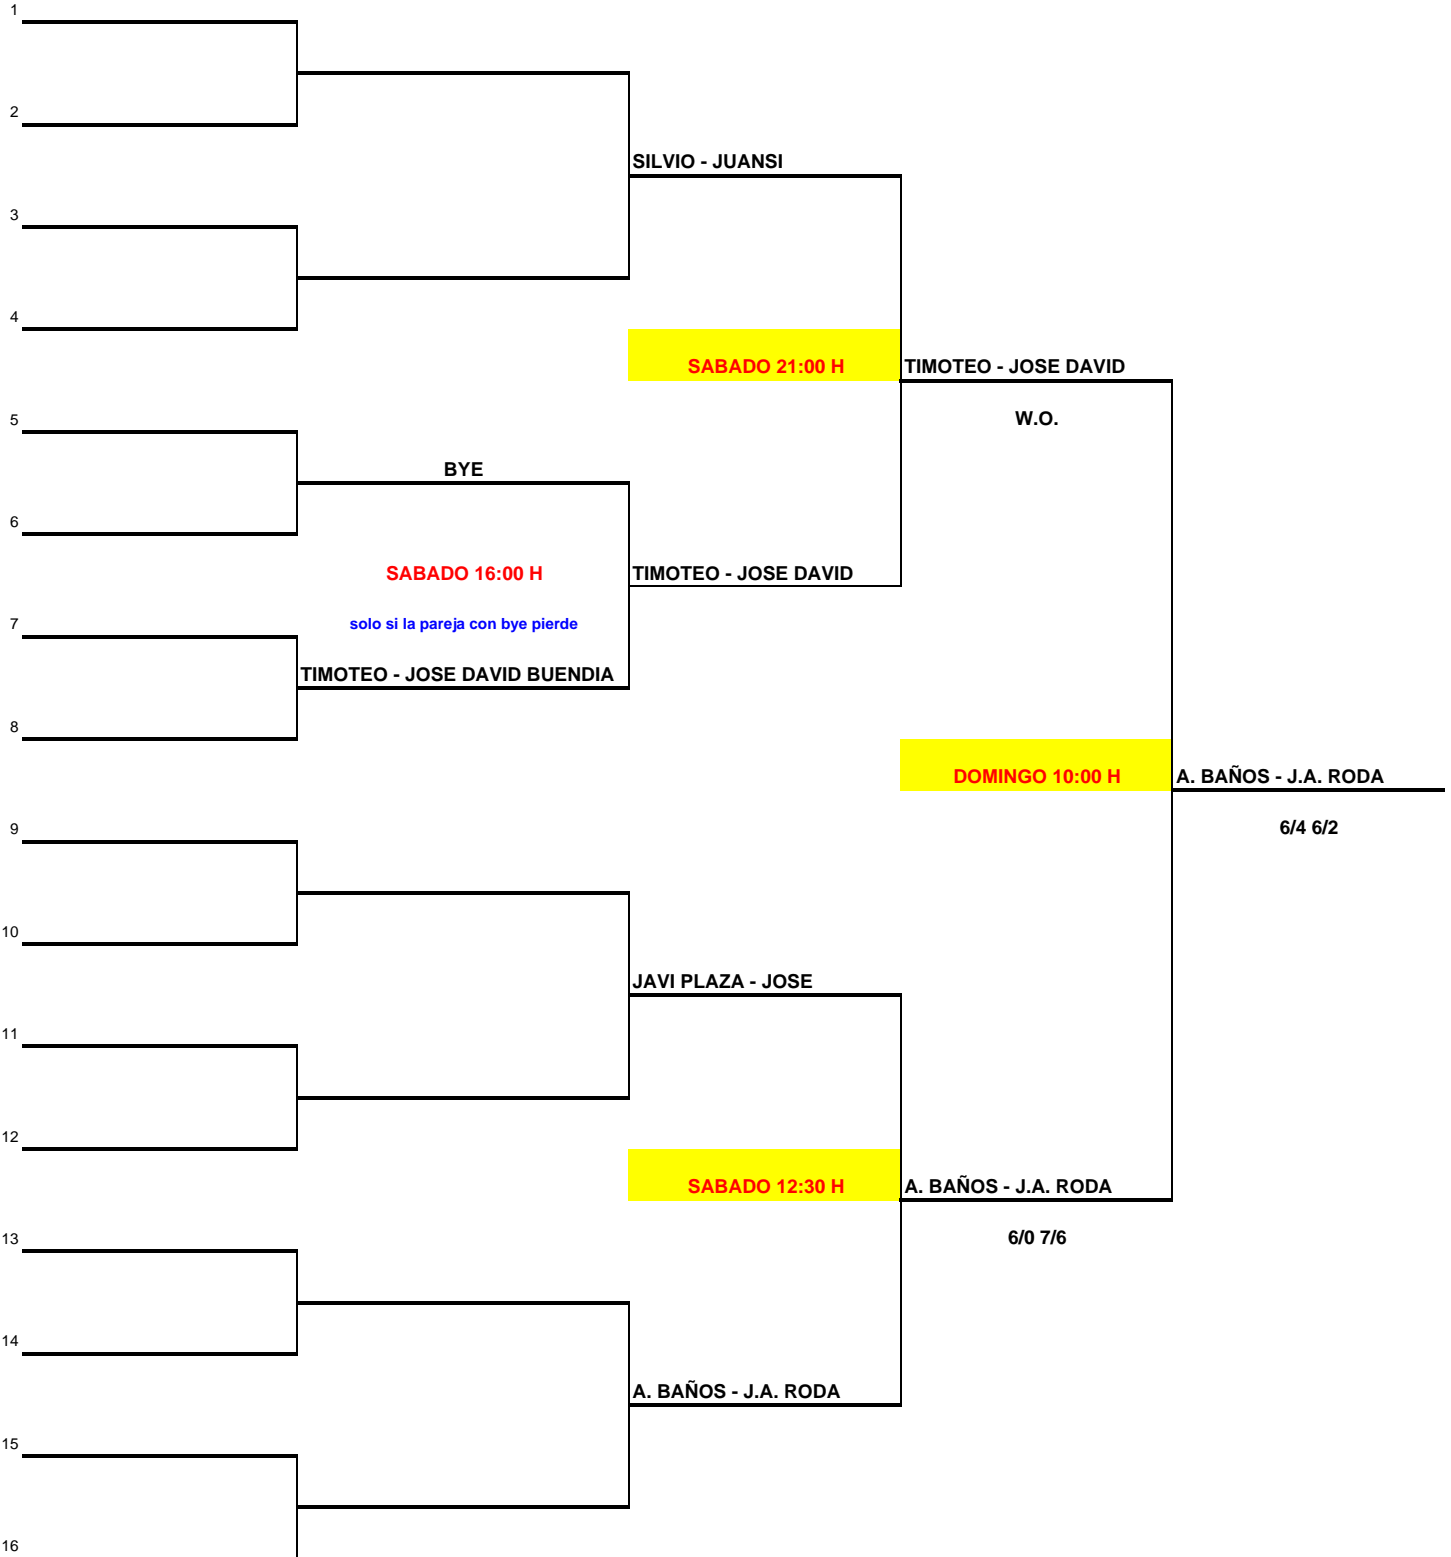 1
2
SILVIO - JUANSI
3
4
SABADO 21:00 H
TIMOTEO - JOSE DAVID
W.O.
5
BYE
6
SABADO 16:00 H
TIMOTEO - JOSE DAVID
solo si la pareja con bye pierde
7
TIMOTEO - JOSE DAVID BUENDIA
8
DOMINGO 10:00 H
A. BAÑOS - J.A. RODA
6/4 6/2
9
10
JAVI PLAZA - JOSE
11
12
SABADO 12:30 H
A. BAÑOS - J.A. RODA
6/0 7/6
13
14
A. BAÑOS - J.A. RODA
15
16